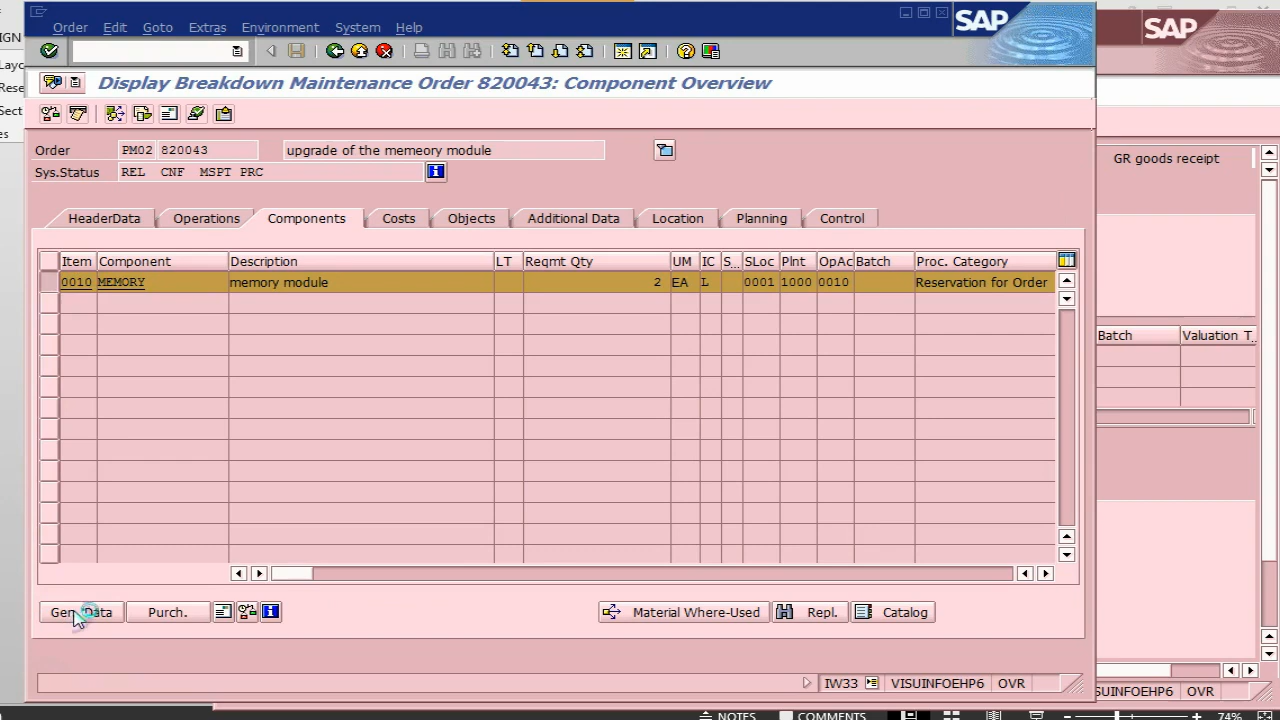 Order Edit Goto Extras Environment System Help
SAP
SAP
Display Breakdown Maintenance Order 820043: Component Overview
Order PM02 820043 upgrade of the memeory module
Sys.Status REL CNF MSPT PRC
GR goods receipt
HeaderData Operations Components Costs Objects Additional Data Location Planning Control
Item Component Description LT Reqmt Qty UM IC S... SLoc Plnt OpAc Batch Proc. Category
0010 MEMORY memory module 2 EA L 0001 1000 0010 Reservation for Order
Batch Valuation T...
Purch. Material Where-Used Repl. Catalog
IW33 VISUINFOEHP6 OVR
SUINFOEHP6 OVR
NOTES COMMENTS 74%